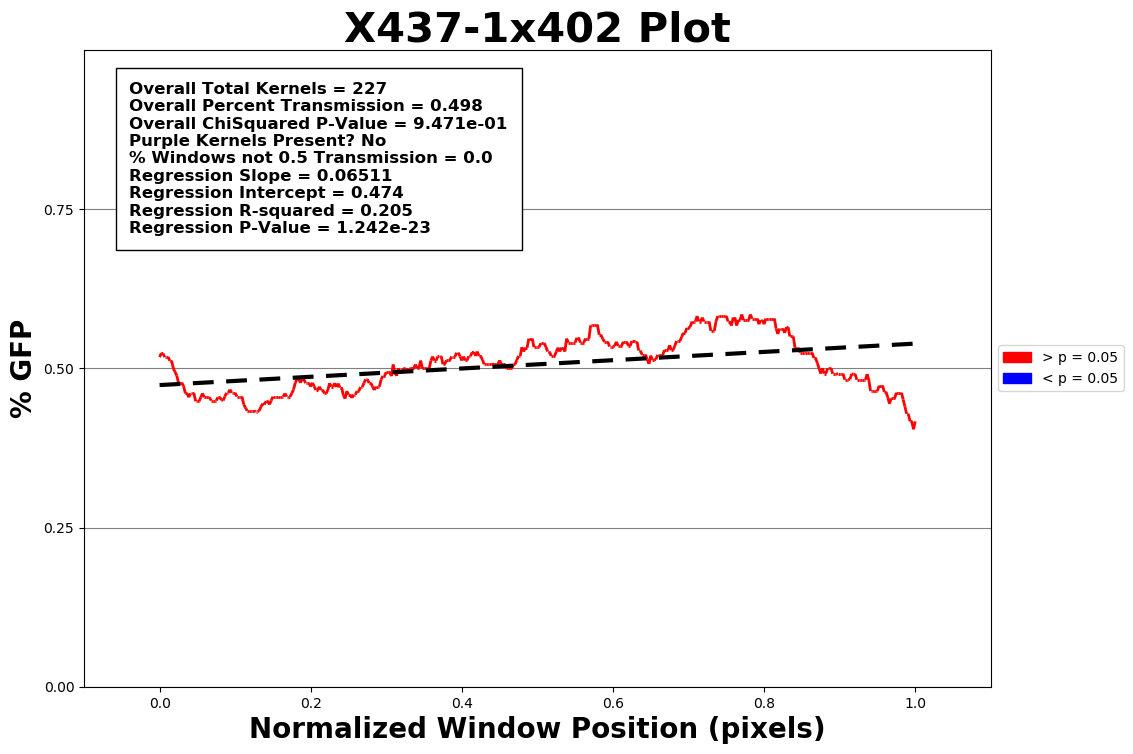 X437-1x402 Plot
Overall Total Kernels = 227
Overall Percent Transmission = 0.498
Overall ChiSquared P-Value = 9.471e-01
Purple Kernels Present? No
% Windows not 0.5 Transmission = 0.0
Regression Slope = 0.06511
Regression Intercept = 0.474
Regression R-squared = 0.205
Regression P-Value = 1.242e-23
% GFP
0.75
0.50
0.25
0.00
> p = 0.05
< p = 0.05
0.0 0.2 0.4 0.6 0.8 1.0
Normalized Window Position (pixels)